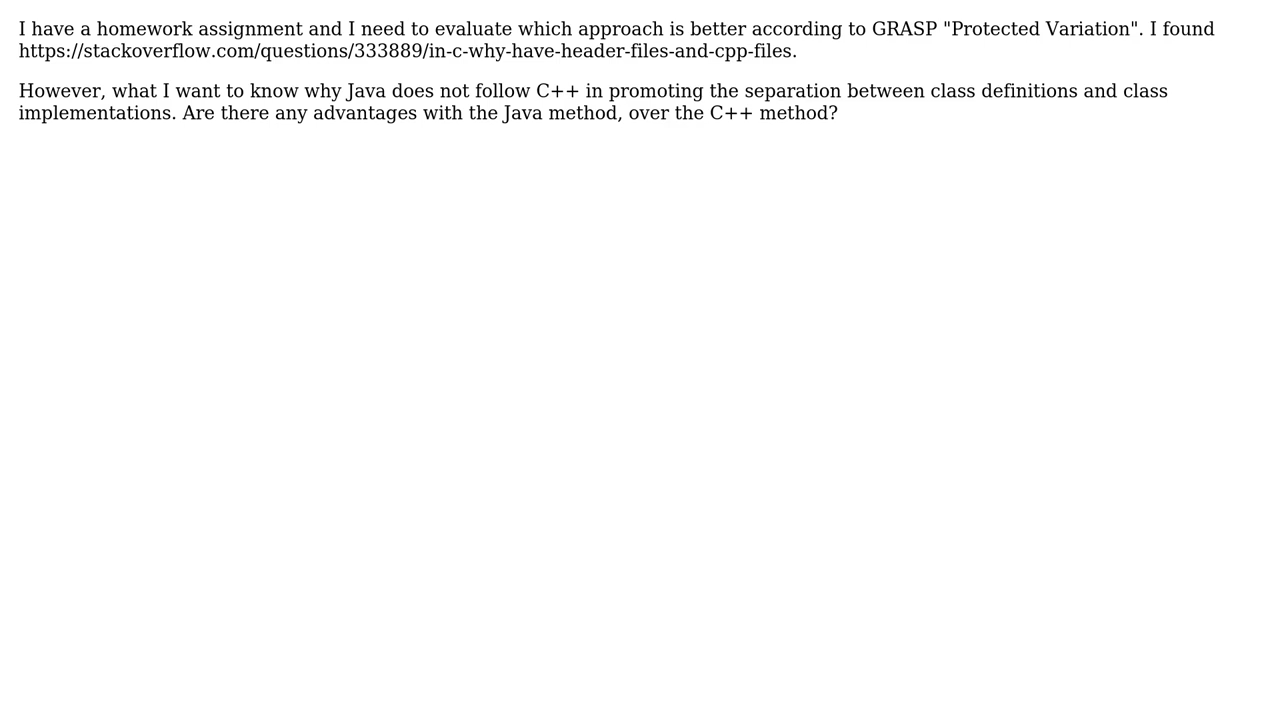 I have a homework assignment and I need to evaluate which approach is better according to GRASP "Protected Variation". I found
https://stackoverflow.com/questions/333889/in-c-why-have-header-files-and-cpp-files.
However, what I want to know why Java does not follow C++ in promoting the separation between class definitions and class
implementations. Are there any advantages with the Java method, over the C++ method?